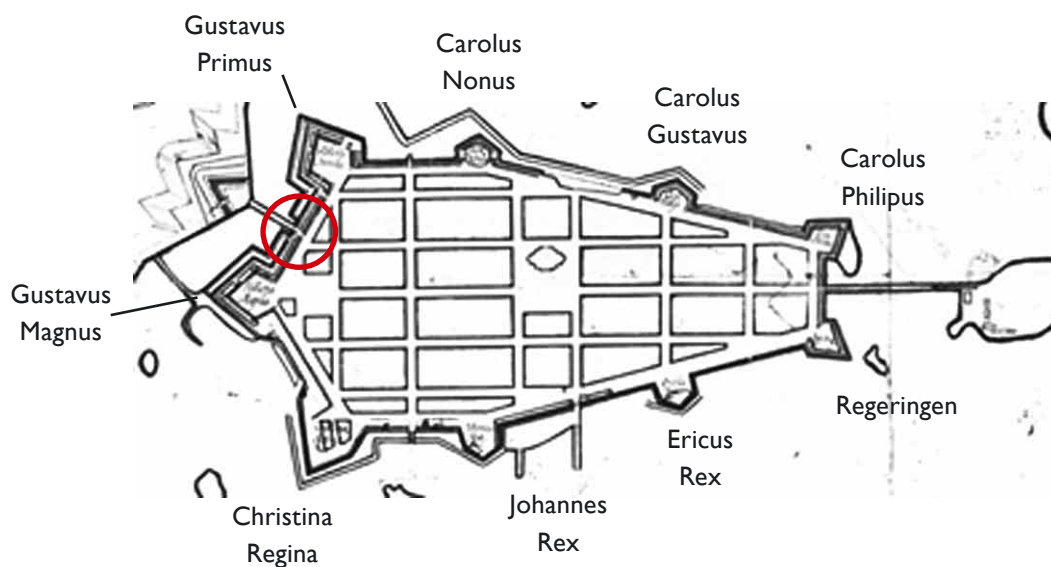 Gustavus
Primus
Carolus
Nonus
Carolus
Gustavus
Carolus
Philipus
Gustavus
Magnus
Regeringen
Ericus
Rex
Johannes
Rex
Christina
Regina